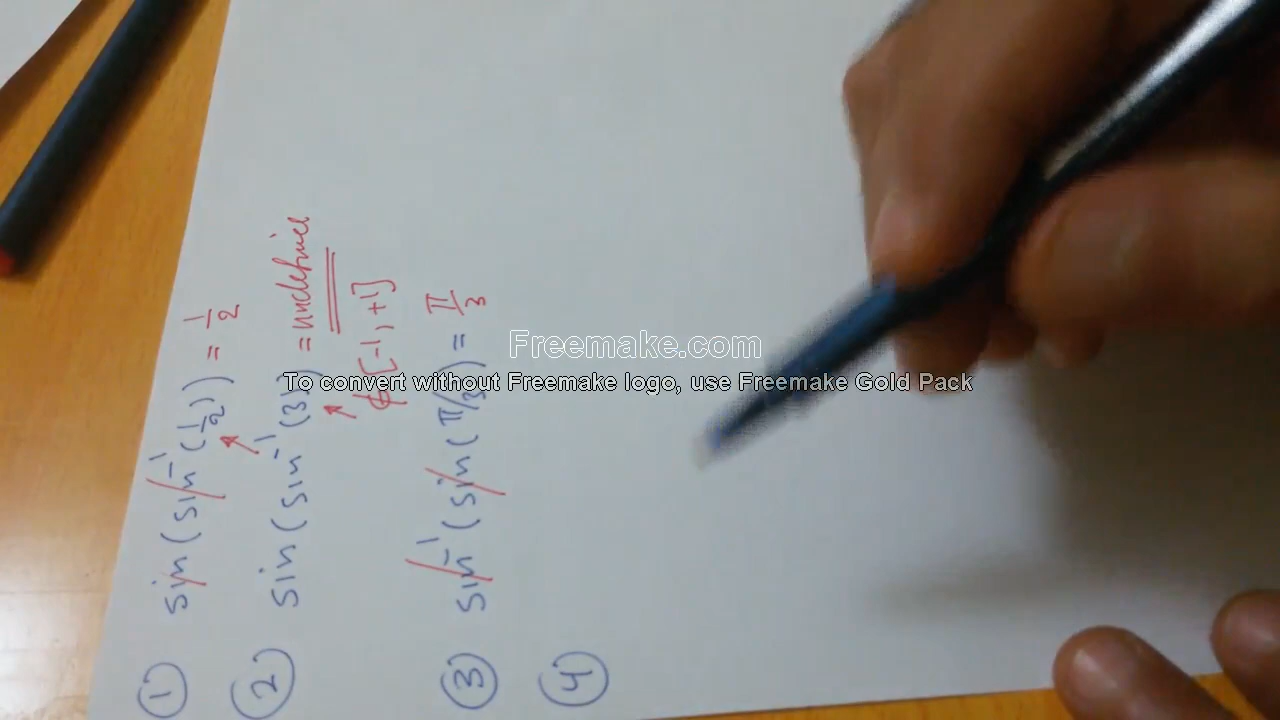 ① sin(sin⁻¹(1/2)) = 1/2
② sin(sin⁻¹(3)) = undefine
∉ [-1, +1]
③ sin⁻¹(sin(π/3)) = π/3
④
Freemake.com
To convert without Freemake logo, use Freemake Gold Pack